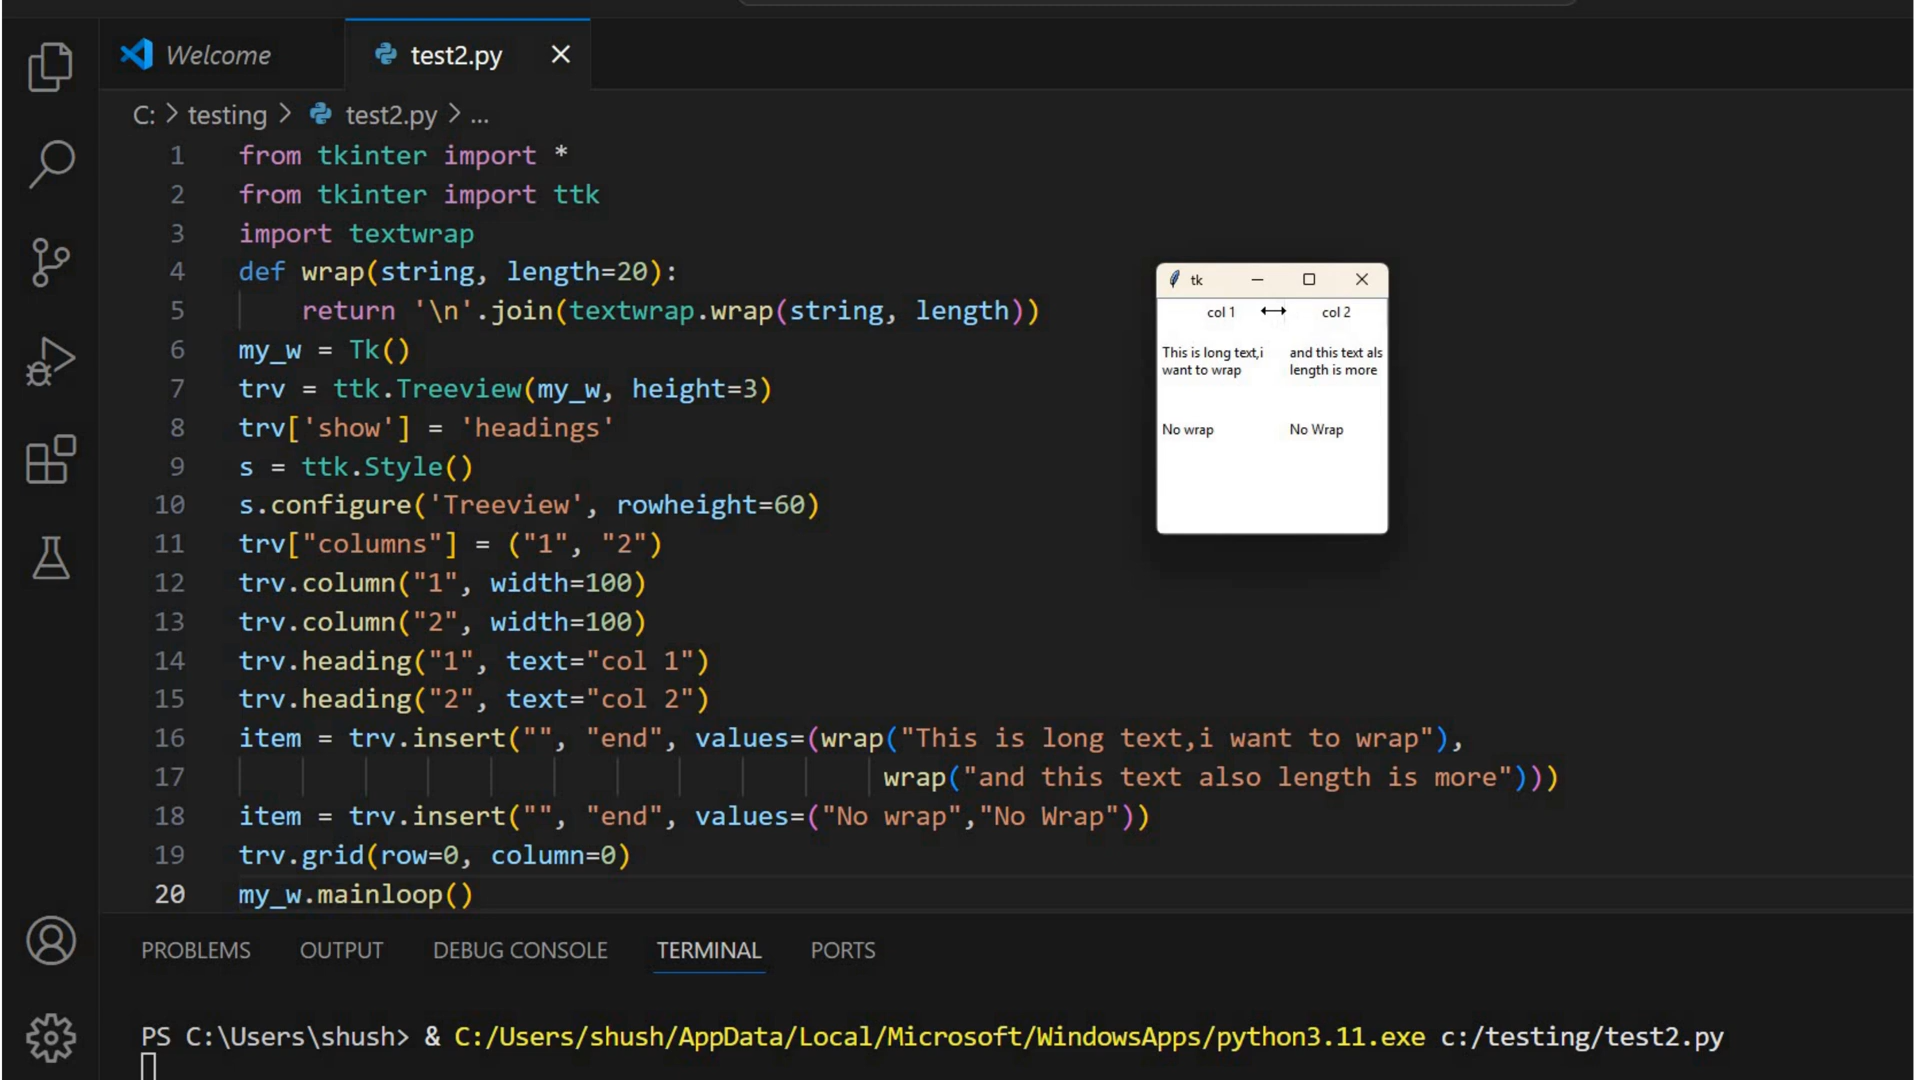 Welcome
test2.py
C: > testing > test2.py > ...
1 from tkinter import *
2 from tkinter import ttk
3 import textwrap
4 def wrap(string, length=20):
5     return '\n'.join(textwrap.wrap(string, length))
6 my_w = Tk()
7 trv = ttk.Treeview(my_w, height=3)
8 trv['show'] = 'headings'
9 s = ttk.Style()
10 s.configure('Treeview', rowheight=60)
11 trv["columns"] = ("1", "2")
12 trv.column("1", width=100)
13 trv.column("2", width=100)
14 trv.heading("1", text="col 1")
15 trv.heading("2", text="col 2")
16 item = trv.insert("", "end", values=(wrap("This is long text,i want to wrap"),
17                                         wrap("and this text also length is more")))
18 item = trv.insert("", "end", values=("No wrap","No Wrap"))
19 trv.grid(row=0, column=0)
20 my_w.mainloop()
tk
col 1 col 2
This is long text,i and this text als
want to wrap length is more
No wrap No Wrap
PROBLEMS OUTPUT DEBUG CONSOLE TERMINAL PORTS
PS C:\Users\shush> & C:/Users/shush/AppData/Local/Microsoft/WindowsApps/python3.11.exe c:/testing/test2.py